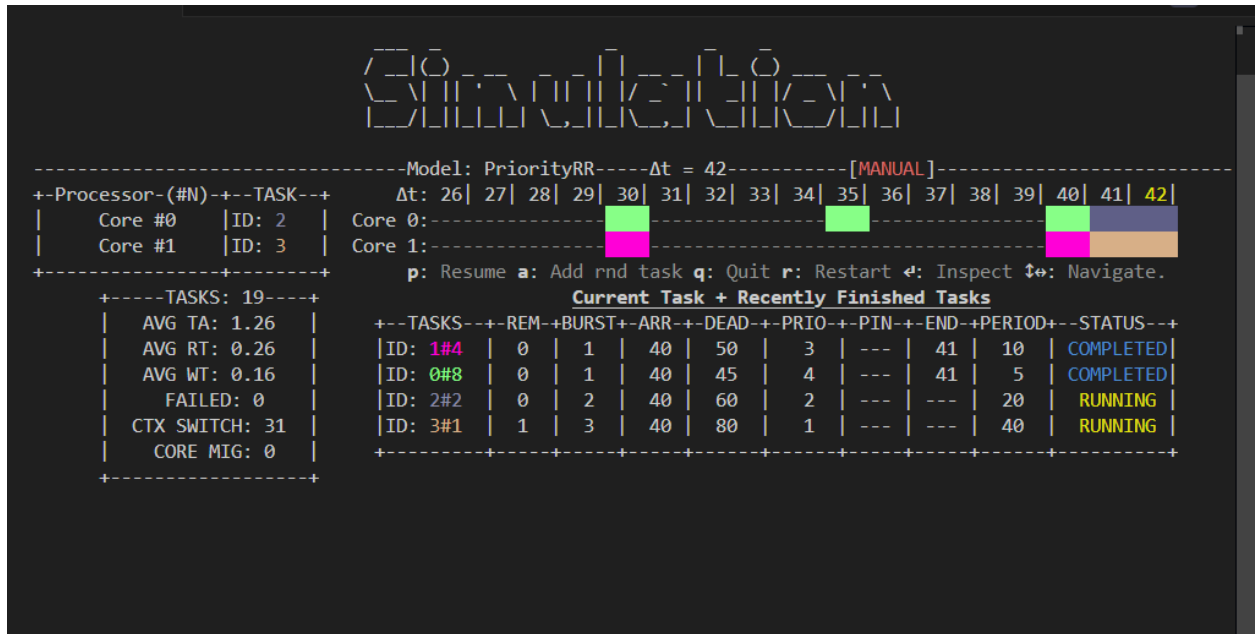 Simulation
-----------------------------------Model: PriorityRR-----Δt = 42-----------[MANUAL]----------------------------
+-Processor-(#N)-+--TASK--+ Δt: 26| 27| 28| 29| 30| 31| 32| 33| 34| 35| 36| 37| 38| 39| 40| 41| 42|
| Core #0 |ID: 2 | Core 0:
| Core #1 |ID: 3 | Core 1:
+----------------+--------+ p: Resume a: Add rnd task q: Quit r: Restart ↲: Inspect ↕↔: Navigate.
+-----TASKS: 19----+ Current Task + Recently Finished Tasks
| AVG TA: 1.26 | +--TASKS--+-REM-+BURST+-ARR-+-DEAD-+-PRIO-+-PIN-+-END-+PERIOD+--STATUS--+
| AVG RT: 0.26 | |ID: 1#4 | 0 | 1 | 40 | 50 | 3 | --- | 41 | 10 | COMPLETED|
| AVG WT: 0.16 | |ID: 0#8 | 0 | 1 | 40 | 45 | 4 | --- | 41 | 5 | COMPLETED|
| FAILED: 0 | |ID: 2#2 | 0 | 2 | 40 | 60 | 2 | --- | --- | 20 | RUNNING |
| CTX SWITCH: 31 | |ID: 3#1 | 1 | 3 | 40 | 80 | 1 | --- | --- | 40 | RUNNING |
| CORE MIG: 0 | +---------+-----+-----+-----+------+------+-----+-----+------+----------+
+------------------+